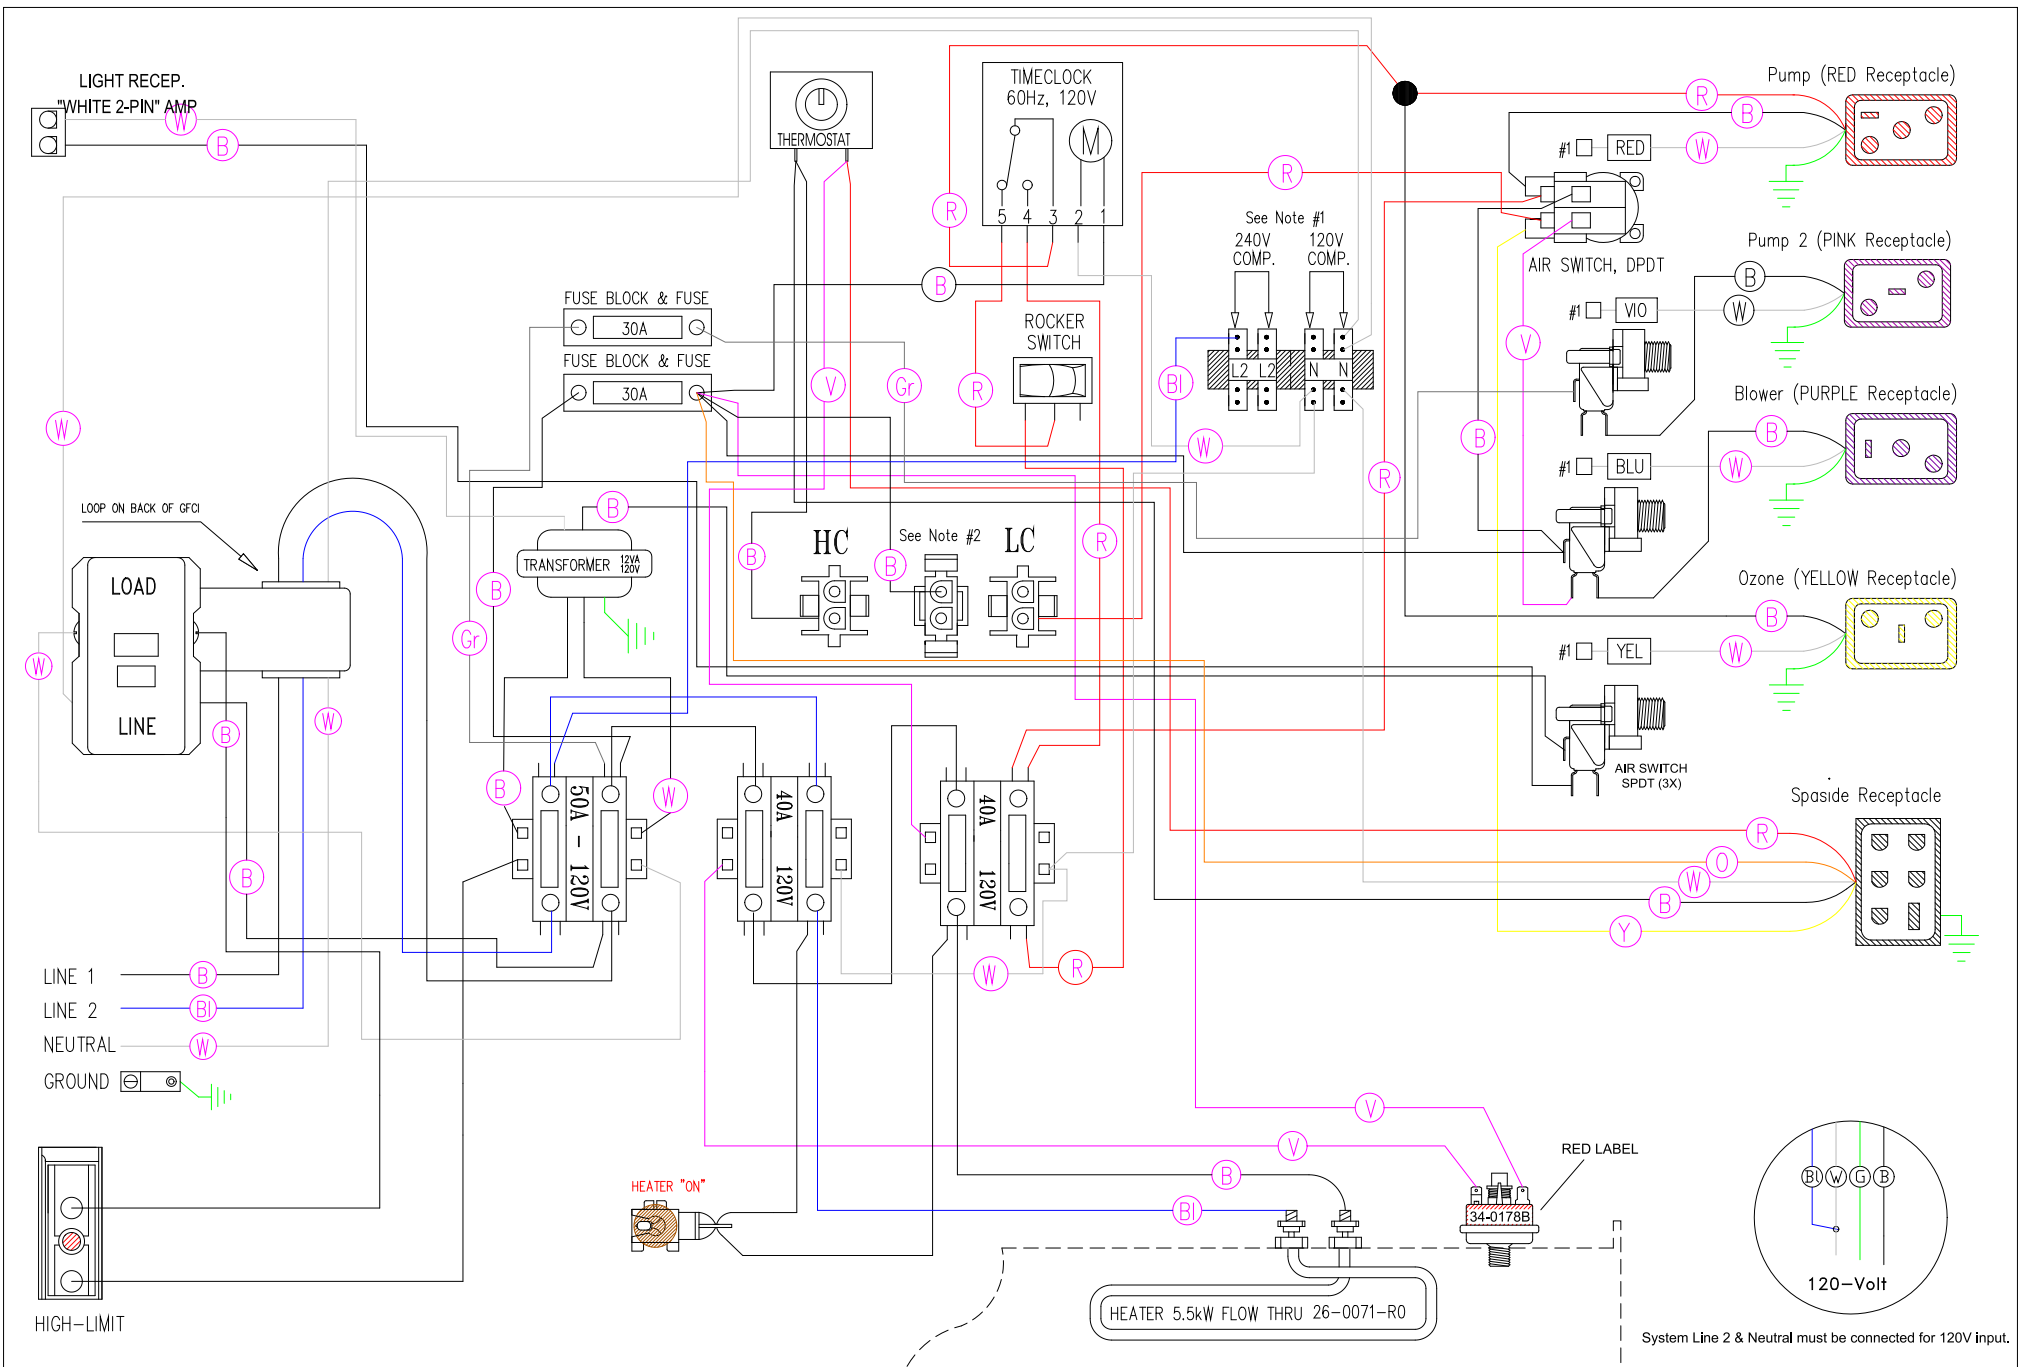 LIGHT RECEP.
"WHITE 2-PIN" AMP
W
B
THERMOSTAT
TIMECLOCK
60Hz, 120V
M
5 4 3 2 1
R
R
B
Pump (RED Receptacle)
#1 RED W
AIR SWITCH, DPDT
R
R
See Note #1
240V
COMP.
120V
COMP.
L2 L2 N N
Pump 2 (PINK Receptacle)
B
#1 VIO W
V
FUSE BLOCK & FUSE
30A
FUSE BLOCK & FUSE
30A
B
V
Gr
R
ROCKER
SWITCH
Bl
W
B
R
Blower (PURPLE Receptacle)
B
#1 BLU W
W
LOOP ON BACK OF GFCI
LOAD
LINE
W
B
W
B
Gr
B
B
TRANSFORMER 12VA
120V
B
HC
See Note #2
B
LC
R
Ozone (YELLOW Receptacle)
B
#1 YEL W
AIR SWITCH
SPDT (3X)
B
W
50A - 120V
40A 120V
40A 120V
Spaside Receptacle
R
O
W
B
Y
W
R
LINE 1 B
LINE 2 Bl
NEUTRAL W
GROUND
HIGH-LIMIT
V
V
B
Bl
HEATER "ON"
RED LABEL
34-0178B
HEATER 5.5kW FLOW THRU 26-0071-R0
Bl W G B
120-Volt
System Line 2 & Neutral must be connected for 120V input.